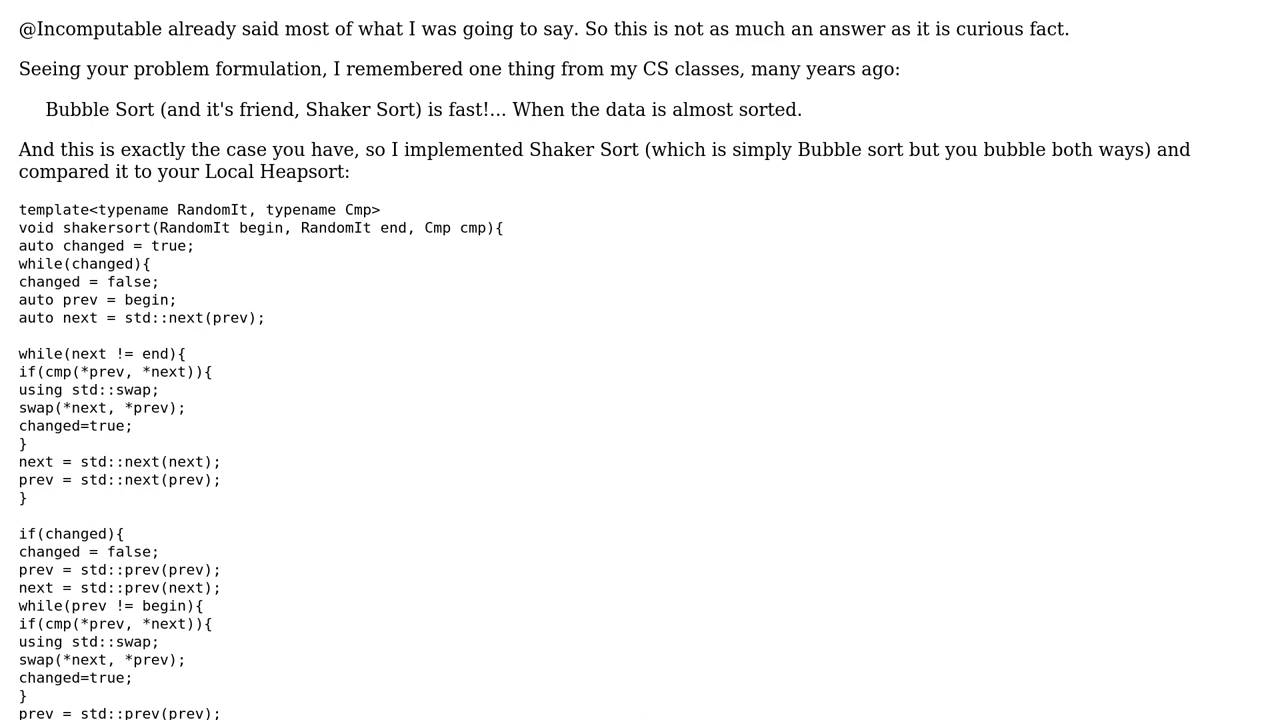 @Incomputable already said most of what I was going to say. So this is not as much an answer as it is curious fact.
Seeing your problem formulation, I remembered one thing from my CS classes, many years ago:
Bubble Sort (and it's friend, Shaker Sort) is fast!... When the data is almost sorted.
And this is exactly the case you have, so I implemented Shaker Sort (which is simply Bubble sort but you bubble both ways) and
compared it to your Local Heapsort:
template<typename RandomIt, typename Cmp>
void shakersort(RandomIt begin, RandomIt end, Cmp cmp){
auto changed = true;
while(changed){
changed = false;
auto prev = begin;
auto next = std::next(prev);
while(next != end){
if(cmp(*prev, *next)){
using std::swap;
swap(*next, *prev);
changed=true;
}
next = std::next(next);
prev = std::next(prev);
}
if(changed){
changed = false;
prev = std::prev(prev);
next = std::prev(next);
while(prev != begin){
if(cmp(*prev, *next)){
using std::swap;
swap(*next, *prev);
changed=true;
}
prev = std::prev(prev);